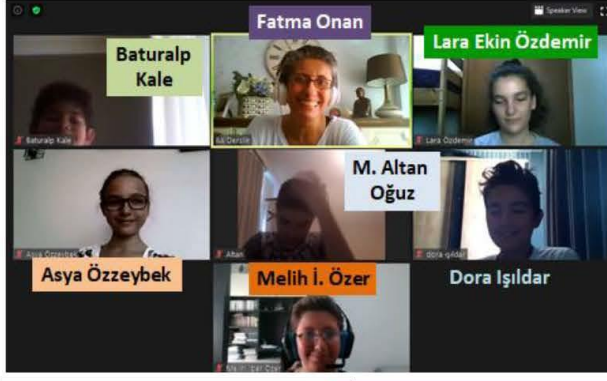 Speaker View
Fatma Onan
Baturalp
Kale
Lara Ekin Özdemir
Baturalp Kale
Lara Özdemir
M. Altan
Oğuz
Asya Özzeybek
Altan
dora ışıldar
Asya Özzeybek
Melih İ. Özer
Dora Işıldar